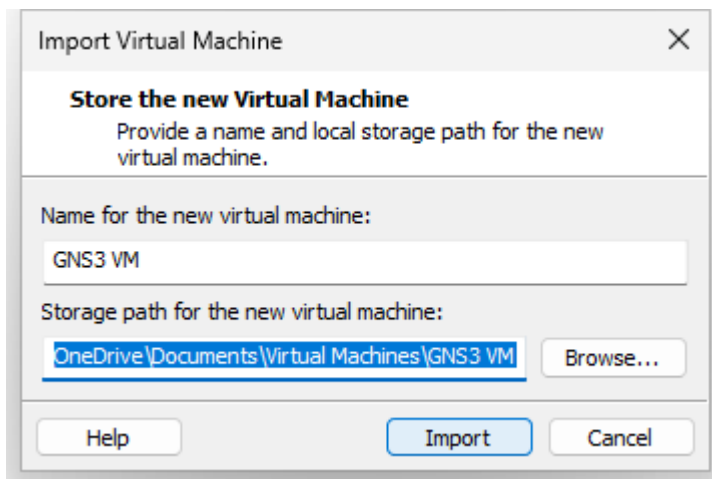 Import Virtual Machine
Store the new Virtual Machine
Provide a name and local storage path for the new
virtual machine.
Name for the new virtual machine:
GNS3 VM
Storage path for the new virtual machine:
OneDrive\Documents\Virtual Machines\GNS3 VM
Browse...
Help
Import
Cancel